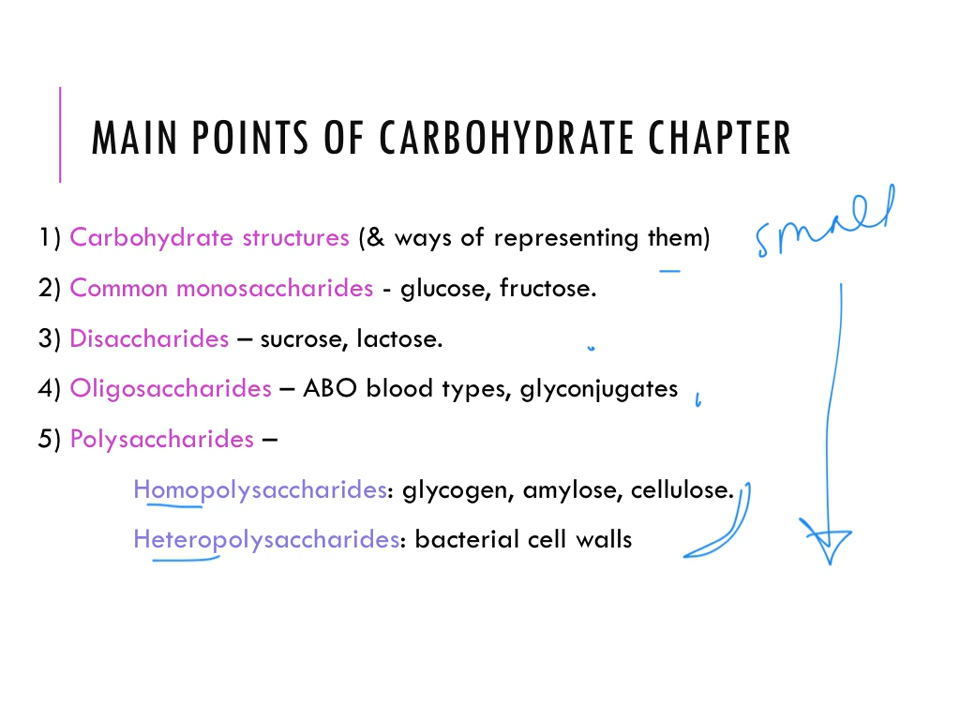 MAIN POINTS OF CARBOHYDRATE CHAPTER
1) Carbohydrate structures (& ways of representing them)
small
2) Common monosaccharides - glucose, fructose.
3) Disaccharides – sucrose, lactose.
4) Oligosaccharides – ABO blood types, glyconjugates
5) Polysaccharides –
Homopolysaccharides: glycogen, amylose, cellulose.
Heteropolysaccharides: bacterial cell walls